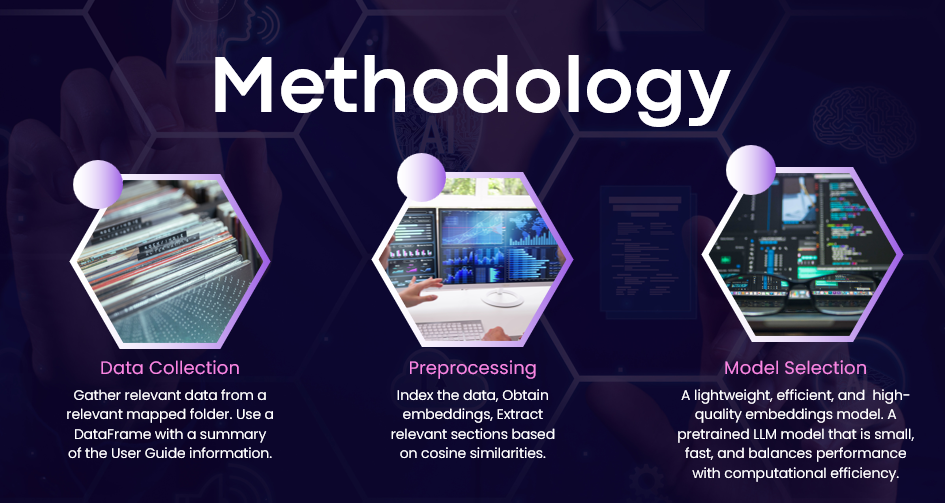 Methodology
AI
Data Collection
Gather relevant data from a
relevant mapped folder. Use a
DataFrame with a summary
of the User Guide information.
Preprocessing
Index the data, Obtain
embeddings, Extract
relevant sections based
on cosine similarities.
Model Selection
A lightweight, efficient, and  high-
quality embeddings model. A
pretrained LLM model that is small,
fast, and balances performance
with computational efficiency.